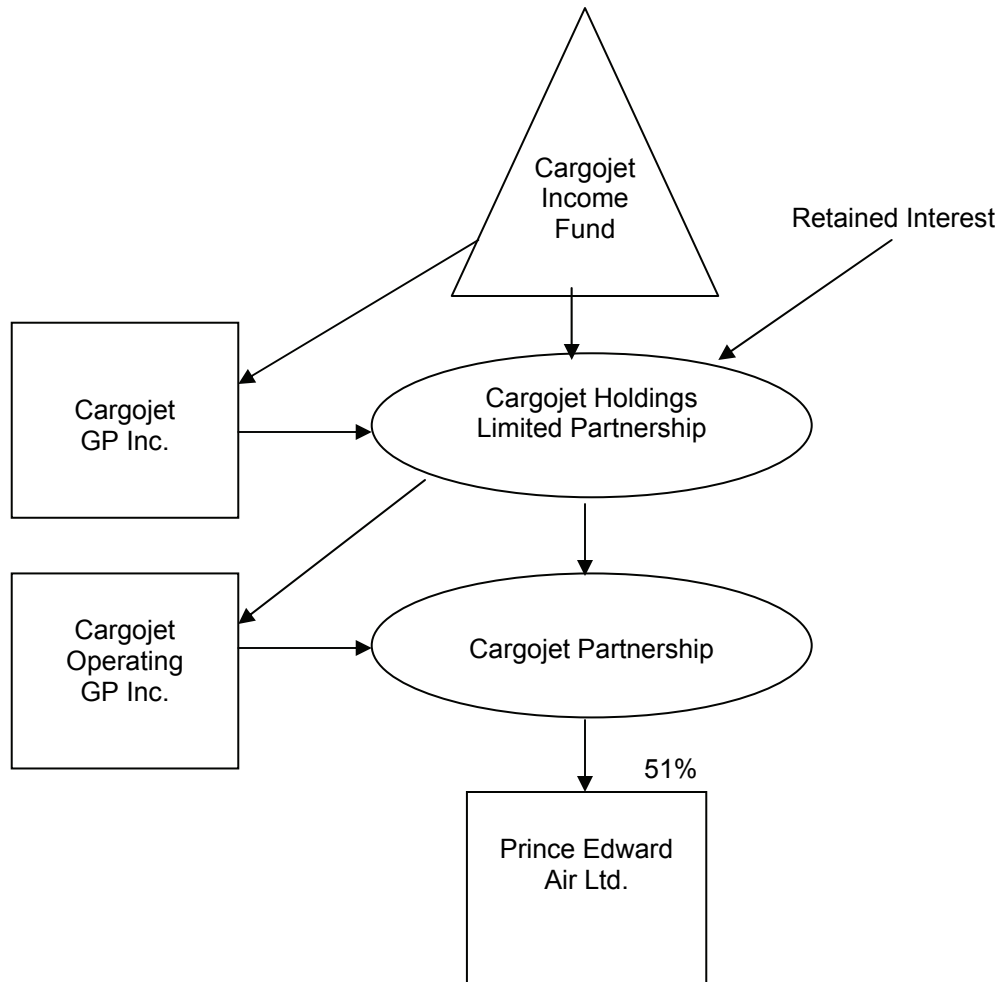 Cargojet
Income
Fund
Retained Interest
Cargojet
GP Inc.
Cargojet Holdings
Limited Partnership
Cargojet
Operating
GP Inc.
Cargojet Partnership
51%
Prince Edward
Air Ltd.